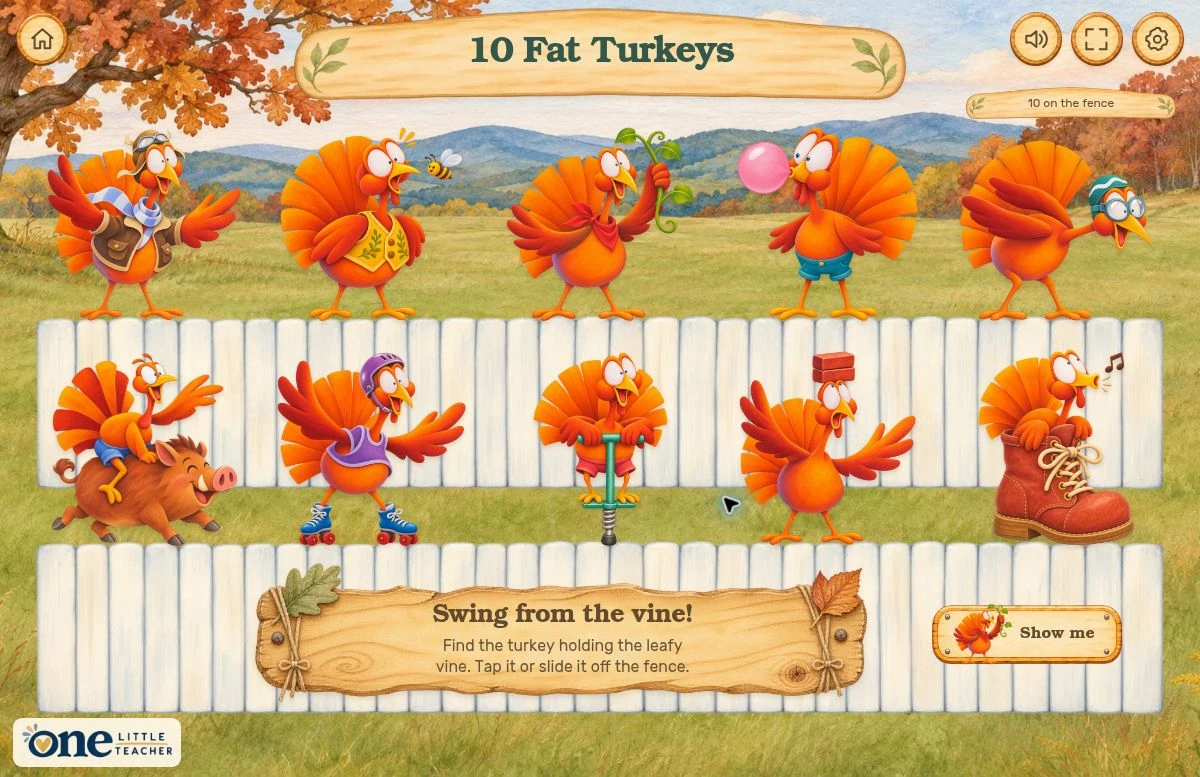 10 Fat Turkeys
10 on the fence
Swing from the vine!
Find the turkey holding the leafy
vine. Tap it or slide it off the fence.
Show me
one LITTLE
TEACHER